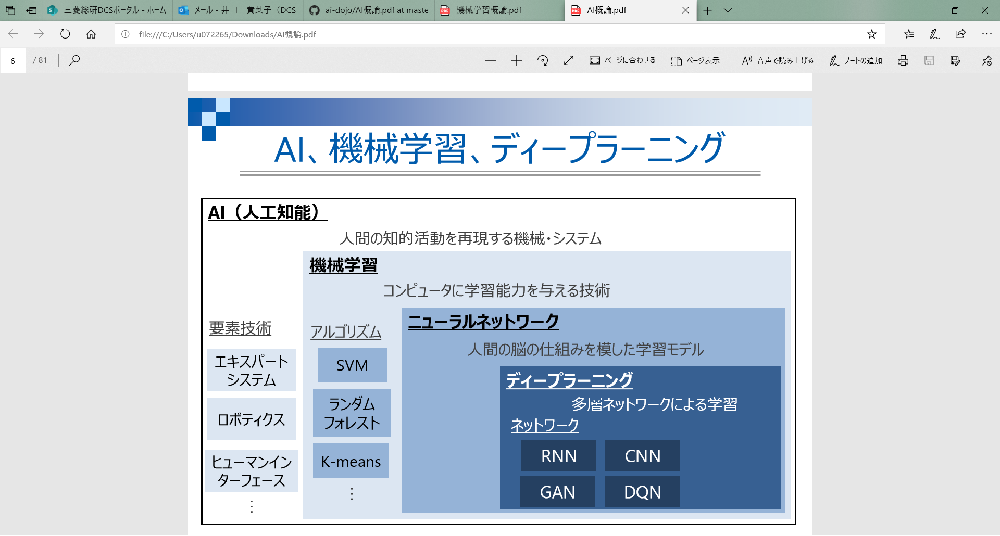 三菱総研DCSポータル - ホーム
メール - 井口　黄菜子（DCS
ai-dojo/AI概論.pdf at maste
機械学習概論.pdf
AI概論.pdf
file:///C:/Users/u072265/Downloads/AI概論.pdf
6 / 81
ページに合わせる
ページ表示
音声で読み上げる
ノートの追加
AI、機械学習、ディープラーニング
AI（人工知能）
人間の知的活動を再現する機械・システム
機械学習
コンピュータに学習能力を与える技術
ニューラルネットワーク
人間の脳の仕組みを模した学習モデル
ディープラーニング
多層ネットワークによる学習
ネットワーク
RNN
CNN
GAN
DQN
アルゴリズム
SVM
ランダム
フォレスト
K-means
⋮
要素技術
エキスパート
システム
ロボティクス
ヒューマンイン
ターフェース
⋮